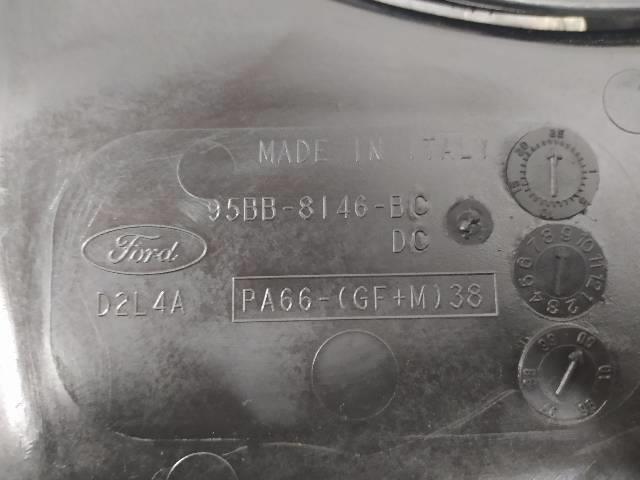 MADE IN ITALY
95BB-8146-BC
DC
Ford
D2L4A
PA66-(GF+M)38